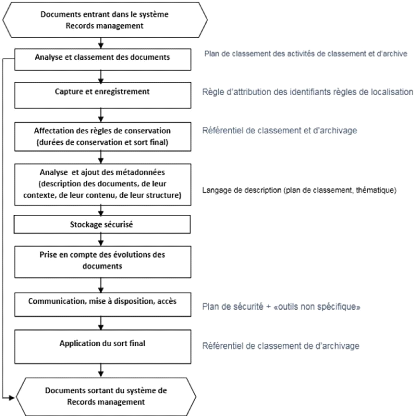 Documents entrant dans le système
Records management
Analyse et classement des documents
Plan de classement des activités de classement et d'archive
Capture et enregistrement
Règle d'attribution des identifiants règles de localisation
Affectation des règles de conservation
(durées de conservation et sort final)
Référentiel de classement et d'archivage
Analyse et ajout des métadonnées
(description des documents, de leur
contexte, de leur contenu, de leur structure)
Langage de description (plan de classement, thématique)
Stockage sécurisé
Prise en compte des évolutions des
documents
Communication, mise à disposition, accès
Plan de sécurité + «outils non spécifique»
Application du sort final
Référentiel de classement de d'archivage
Documents sortant du système de
Records management